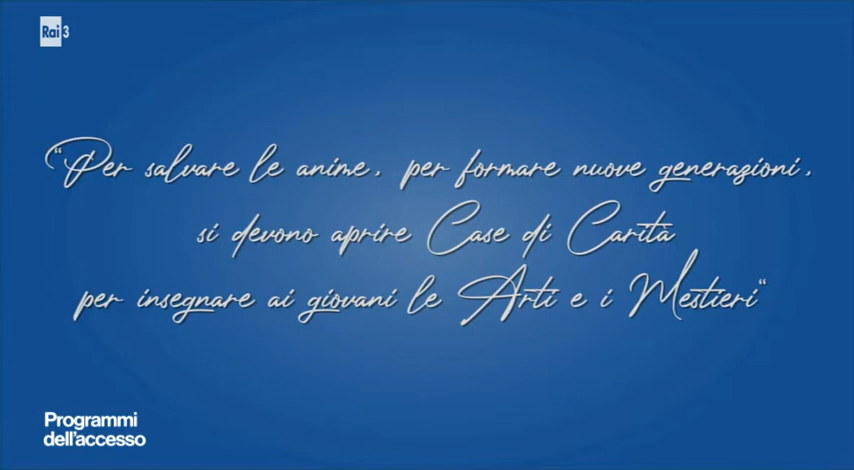 Rai 3
“Per salvare le anime, per formare nuove generazioni,
si devono aprire Case di Carità
per insegnare ai giovani le Arti e i Mestieri“
Programmi
dell'accesso